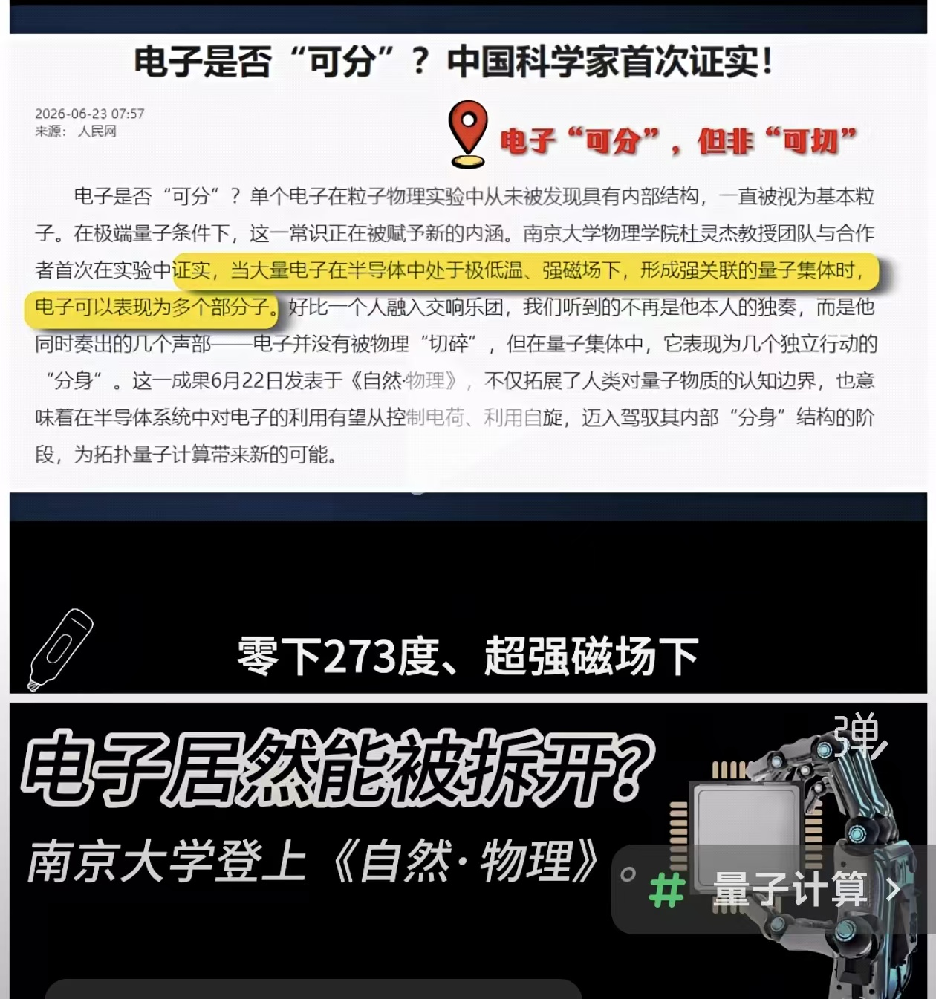 电子是否“可分”？中国科学家首次证实！
2026-06-23 07:57
来源： 人民网
电子“可分”，但非“可切”
电子是否“可分”？单个电子在粒子物理实验中从未被发现具有内部结构，一直被视为基本粒
子。在极端量子条件下，这一常识正在被赋予新的内涵。南京大学物理学院杜灵杰教授团队与合作
者首次在实验中证实，当大量电子在半导体中处于极低温、强磁场下，形成强关联的量子集体时，
电子可以表现为多个部分子。好比一个人融入交响乐团，我们听到的不再是他本人的独奏，而是他
同时奏出的几个声部——电子并没有被物理“切碎”，但在量子集体中，它表现为几个独立行动的
“分身”。这一成果6月22日发表于《自然·物理》，不仅拓展了人类对量子物质的认知边界，也意
味着在半导体系统中对电子的利用有望从控制电荷、利用自旋，迈入驾驭其内部“分身”结构的阶
段，为拓扑量子计算带来新的可能。
零下273度、超强磁场下
弹
电子居然能被拆开？
南京大学登上《自然·物理》。
# 量子计算 >